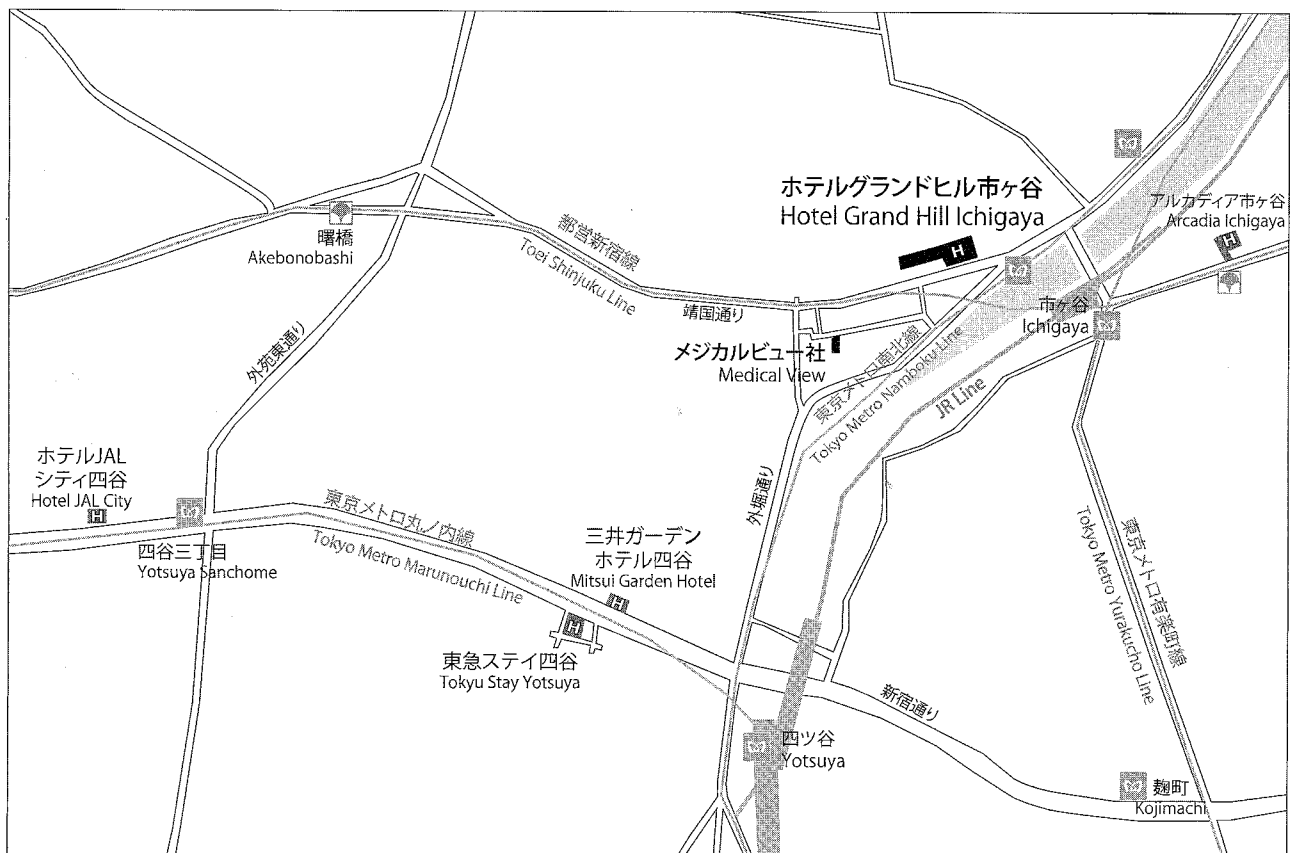 ホテルグランドヒル市ヶ谷
Hotel Grand Hill Ichigaya
アルカディア市ヶ谷
Arcadia Ichigaya
曙橋
Akebonobashi
都営新宿線
Toei Shinjuku Line
靖国通り
市ヶ谷
Ichigaya
メジカルビュー社
Medical View
東京メトロ南北線
Tokyo Metro Namboku Line
JR Line
外苑東通り
外堀通り
ホテルJAL
シティ四谷
Hotel JAL City
H
四谷三丁目
Yotsuya Sanchome
東京メトロ丸ノ内線
Tokyo Metro Marunouchi Line
三井ガーデン
ホテル四谷
Mitsui Garden Hotel
H
H
東急ステイ四谷
Tokyu Stay Yotsuya
H
H
東京メトロ有楽町線
Tokyo Metro Yurakucho Line
新宿通り
四ツ谷
Yotsuya
麹町
Kojimachi